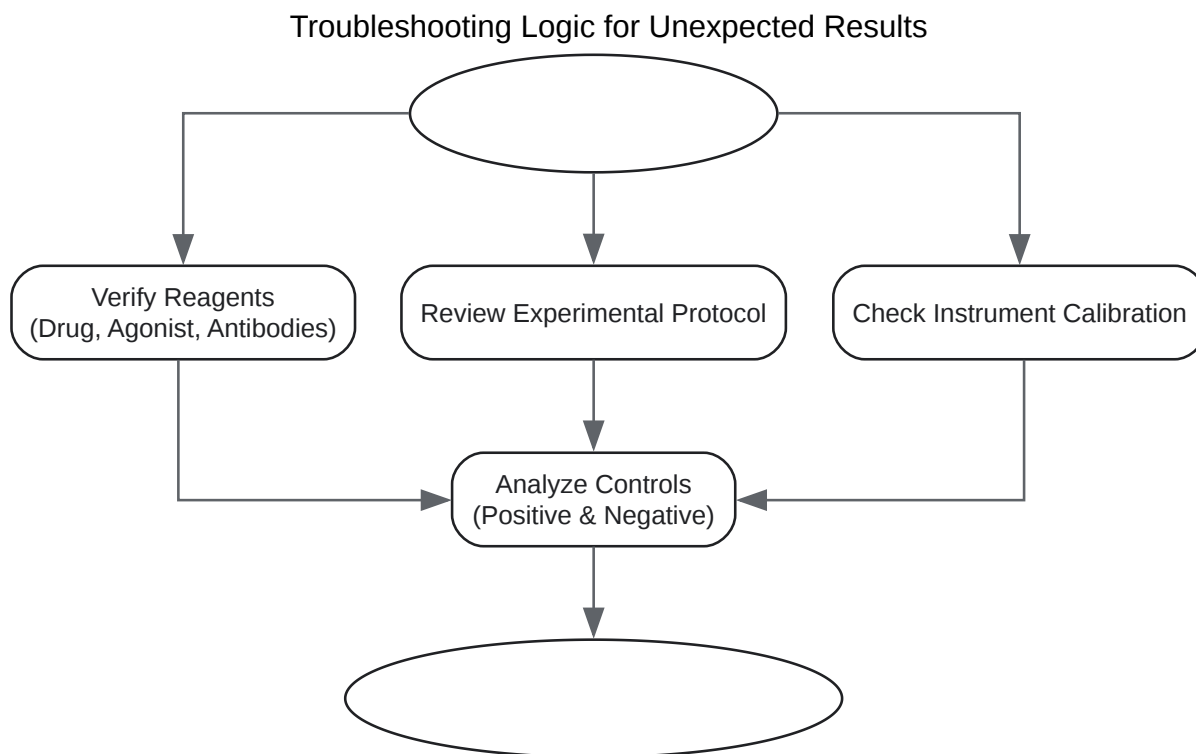 Troubleshooting Logic for Unexpected Results
Verify Reagents
(Drug, Agonist, Antibodies)
Review Experimental Protocol
Check Instrument Calibration
Analyze Controls
(Positive & Negative)